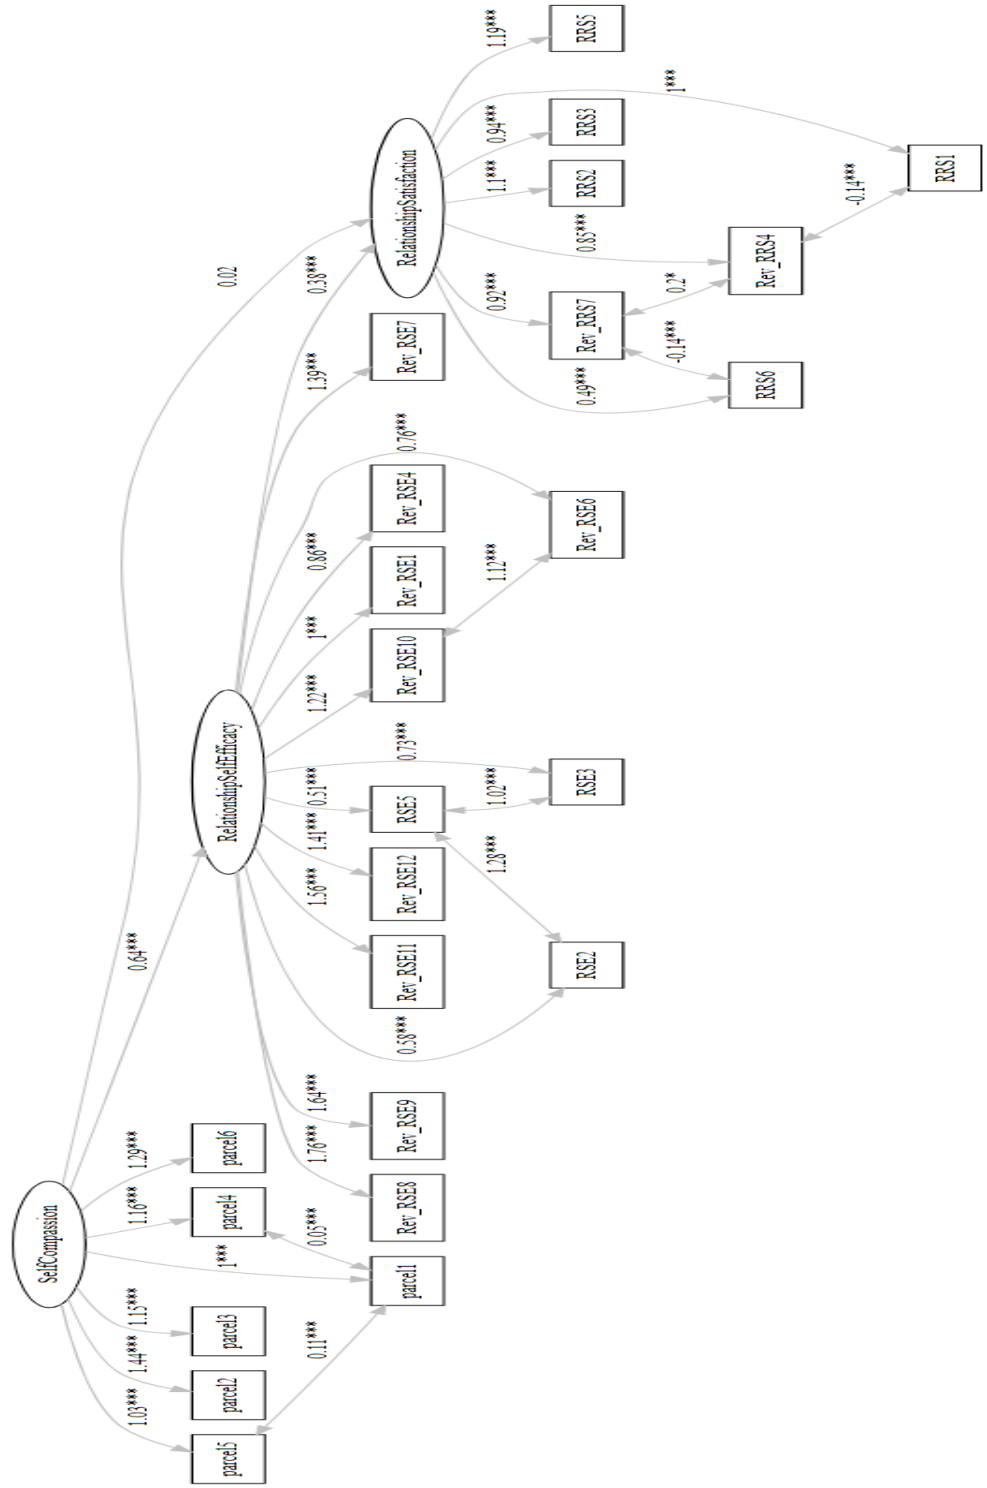 SelfCompassion
1.03***
1.44***
1.15***
1***
1.16***
1.29***
0.64***
0.02
parcel5
parcel2
parcel3
parcel4
parcel6
RelationshipSelfEfficacy
0.11***
0.05***
1.76***
1.64***
0.58***
1.56***
1.41***
0.51***
0.73***
1.22***
1***
0.86***
0.76***
1.39***
0.38***
parcel1
Rev_RSE8
Rev_RSE9
Rev_RSE11
Rev_RSE12
RSE5
Rev_RSE10
Rev_RSE1
Rev_RSE4
Rev_RSE7
RelationshipSatisfaction
1.28***
1.02***
1.12***
0.49***
0.92***
0.85***
1.1***
0.94***
1.19***
RSE2
RSE3
Rev_RSE6
Rev_RRS7
RRS2
RRS3
RRS5
-0.14***
0.2*
1***
RRS6
Rev_RRS4
-0.14***
RRS1